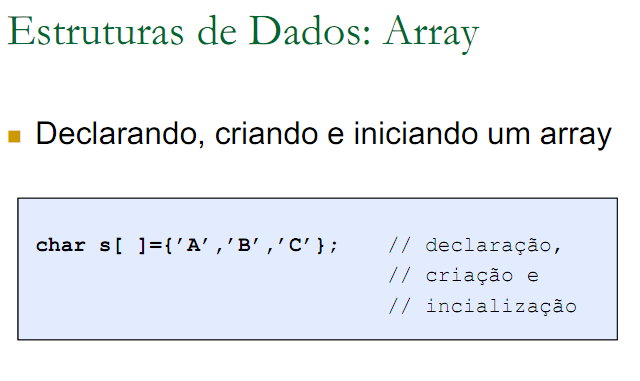 Estruturas de Dados: Array
Declarando, criando e iniciando um array
char s[ ]={’A’,’B’,’C’}; // declaração,
// criação e
// incialização